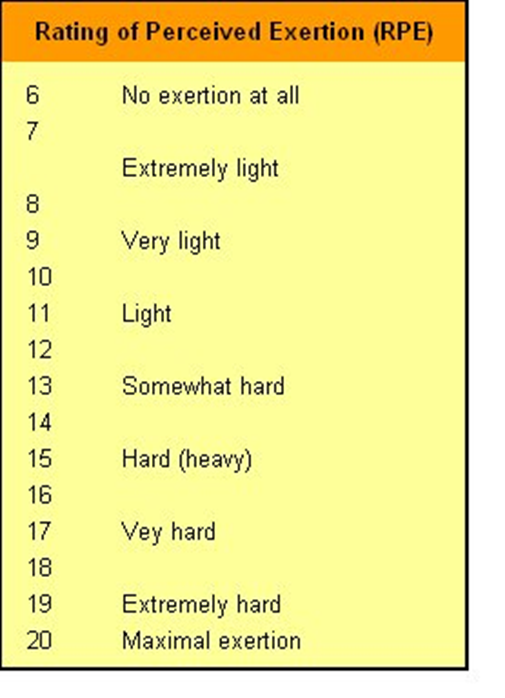 Rating of Perceived Exertion (RPE)
6 No exertion at all
7
Extremely light
8
9 Very light
10
11 Light
12
13 Somewhat hard
14
15 Hard (heavy)
16
17 Vey hard
18
19 Extremely hard
20 Maximal exertion